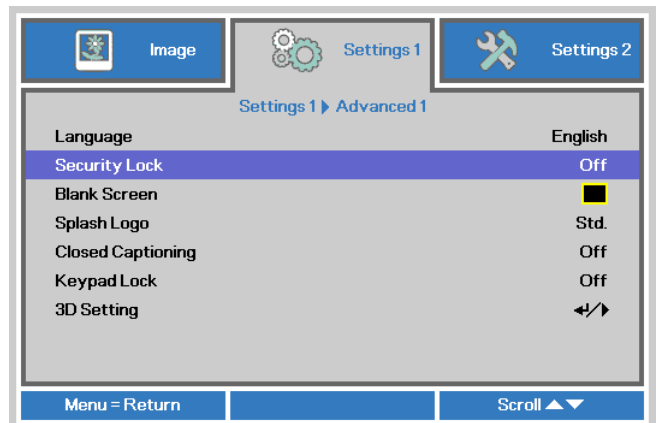 Image Settings 1 Settings 2
Settings 1 ▶ Advanced 1
Language English
Security Lock Off
Blank Screen
Splash Logo Std.
Closed Captioning Off
Keypad Lock Off
3D Setting ↵/▶
Menu = Return Scroll ▲▼